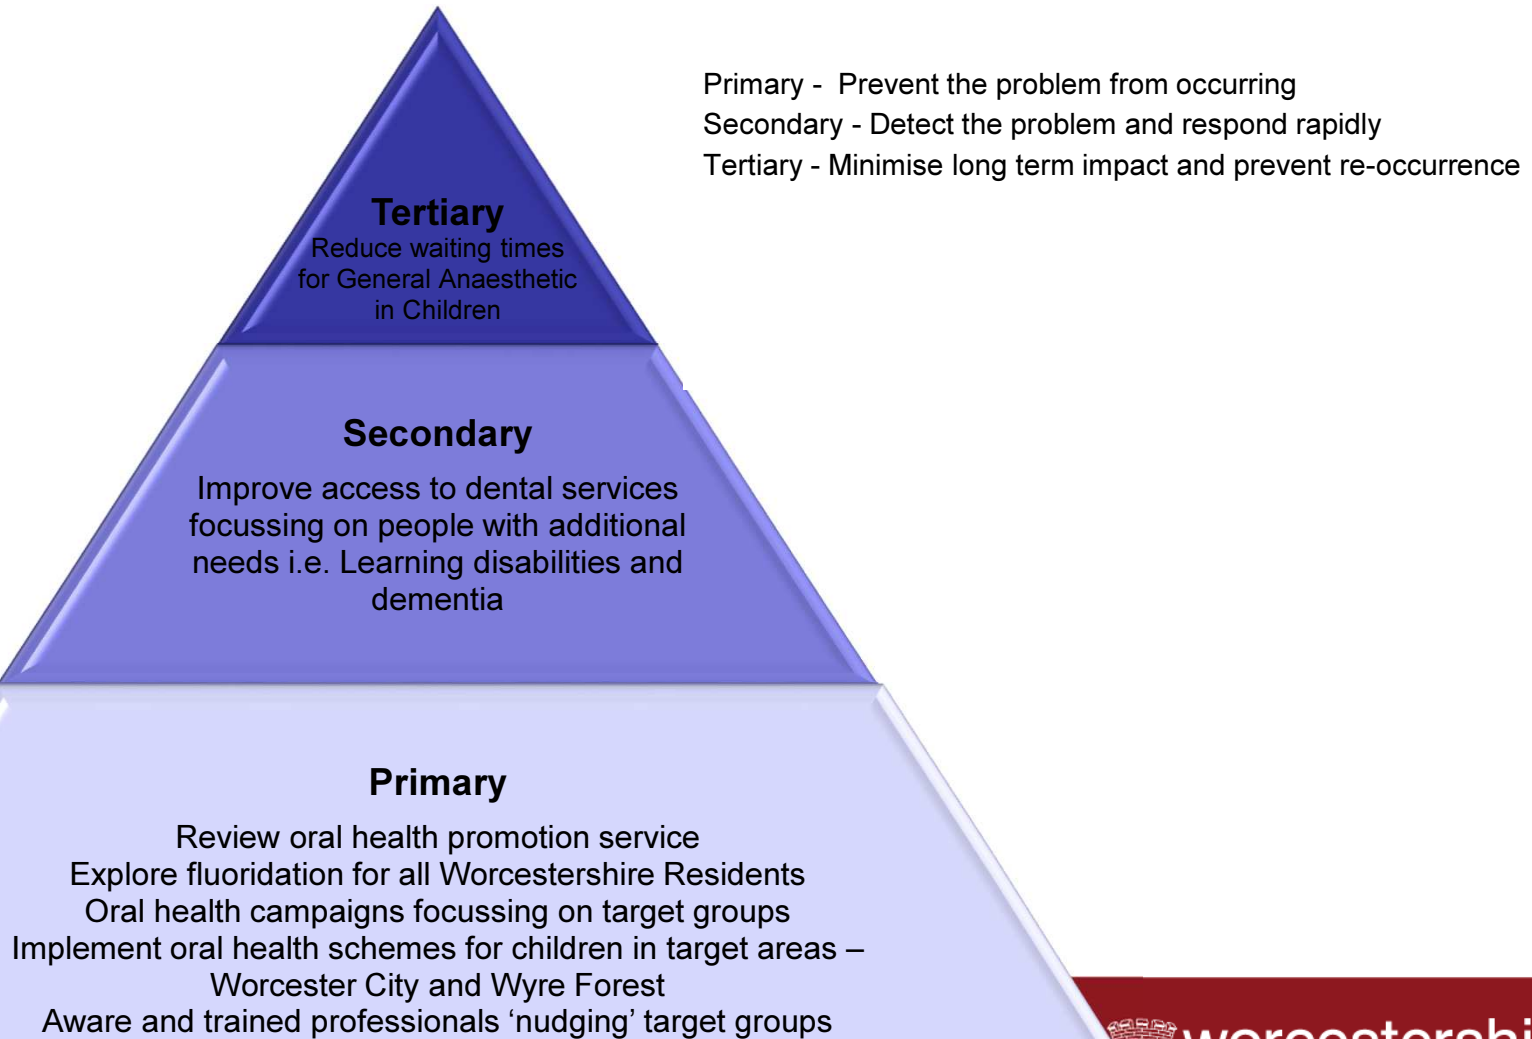 Primary - Prevent the problem from occurring
Secondary - Detect the problem and respond rapidly
Tertiary - Minimise long term impact and prevent re-occurrence
Tertiary
Reduce waiting times
for General Anaesthetic
in Children
Secondary
Improve access to dental services
focussing on people with additional
needs i.e. Learning disabilities and
dementia
Primary
Review oral health promotion service
Explore fluoridation for all Worcestershire Residents
Oral health campaigns focussing on target groups
Implement oral health schemes for children in target areas –
Worcester City and Wyre Forest
Aware and trained professionals ‘nudging’ target groups